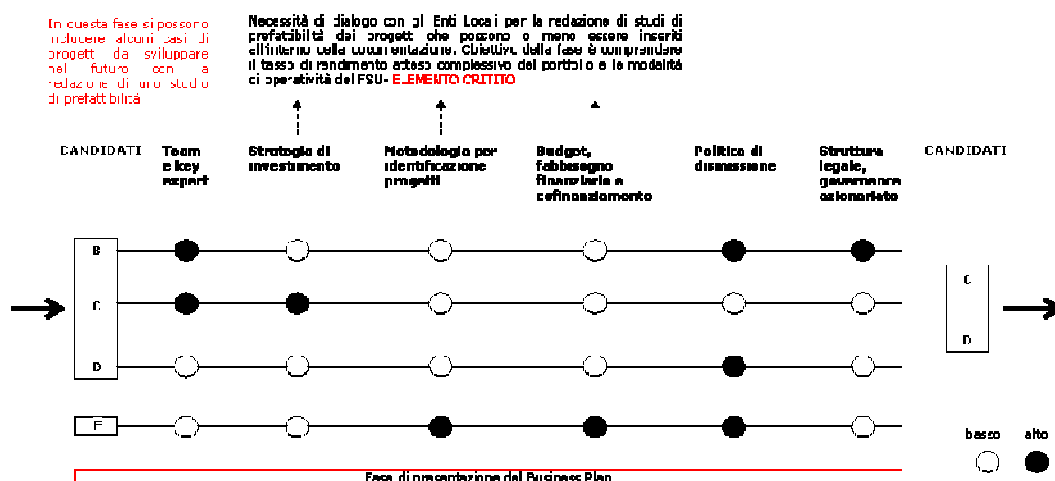 In questa fase si possono
includere alcuni casi di
progetti da sviluppare
nel futuro con la
redazione di uno studio
di prefattibilità
Necessità di dialogo con gli Enti Locali per la redazione di studi di
prefattibilità dei progetti che possono o meno essere inseriti
all'interno della documentazione. Obiettivo della fase è comprendere
il tasso di rendimento atteso complessivo del portfolio e la modalità
di operatività del FSU- ELEMENTO CRITITO
CANDIDATI
Team
e key
expert
Strategia di
investimento
Metodologia per
identificazione
progetti
Budget,
fabbisogno
finanziario e
cofinanziamento
Politica di
dismissione
Struttura
legale,
governance
azionariato
CANDIDATI
B
C
D
C
D
basso alto
Fase di presentazione del Business Plan